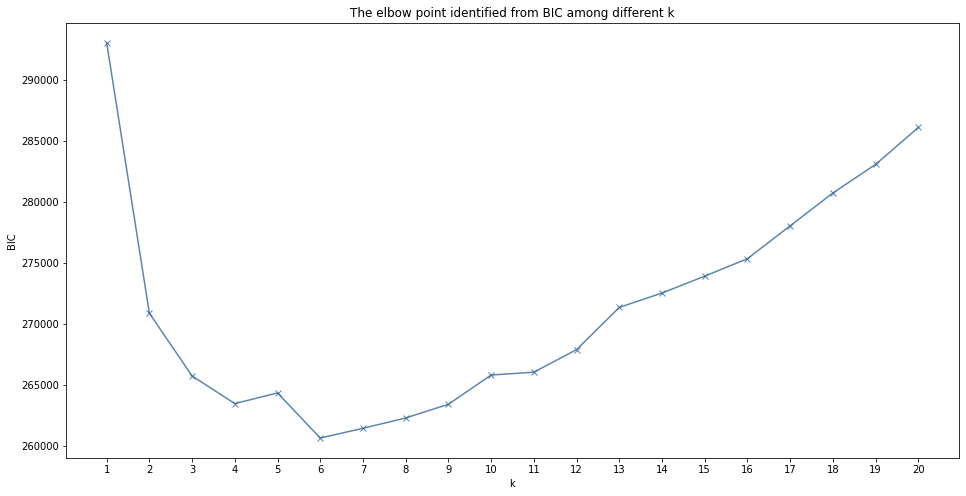 The elbow point identified from BIC among different k
290000
285000
280000
275000
270000
265000
260000
BIC
1 2 3 4 5 6 7 8 9 10 11 12 13 14 15 16 17 18 19 20
k